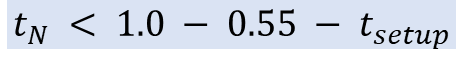 t_N < 1.0 − 0.55 − t_setup